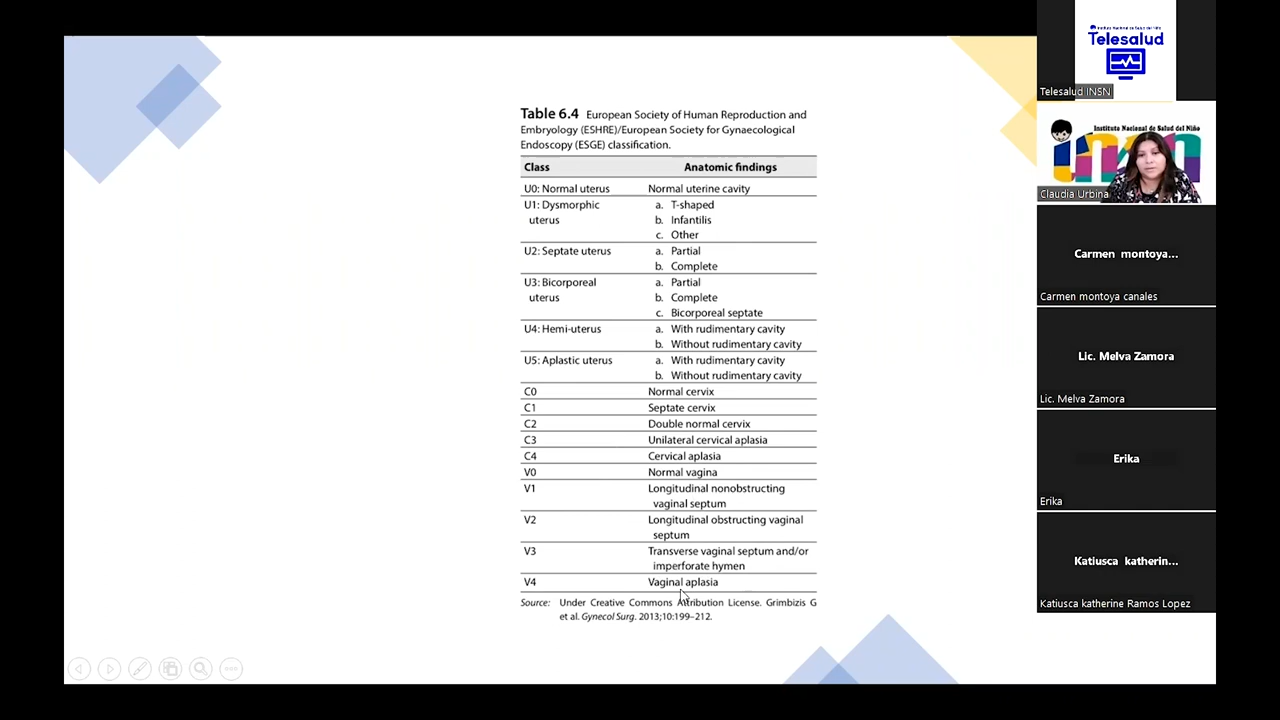 Table 6.4 European Society of Human Reproduction and
Embryology (ESHRE)/European Society for Gynaecological
Endoscopy (ESGE) classification.
Class Anatomic findings
U0: Normal uterus Normal uterine cavity
U1: Dysmorphic a. T-shaped
uterus b. Infantilis
c. Other
U2: Septate uterus a. Partial
b. Complete
U3: Bicorporeal a. Partial
uterus b. Complete
c. Bicorporeal septate
U4: Hemi-uterus a. With rudimentary cavity
b. Without rudimentary cavity
U5: Aplastic uterus a. With rudimentary cavity
b. Without rudimentary cavity
C0 Normal cervix
C1 Septate cervix
C2 Double normal cervix
C3 Unilateral cervical aplasia
C4 Cervical aplasia
V0 Normal vagina
V1 Longitudinal nonobstructing
vaginal septum
V2 Longitudinal obstructing vaginal
septum
V3 Transverse vaginal septum and/or
imperforate hymen
V4 Vaginal aplasia
Source: Under Creative Commons Attribution License. Grimbizis G
et al. Gynecol Surg. 2013;10:199–212.
Instituto Nacional de Salud del Niño
Telesalud
Telesalud INSN
Instituto Nacional de Salud del Niño
insn
Claudia Urbina
Carmen montoya...
Carmen montoya canales
Lic. Melva Zamora
Lic. Melva Zamora
Erika
Erika
Katiusca katherin...
Katiusca katherine Ramos Lopez